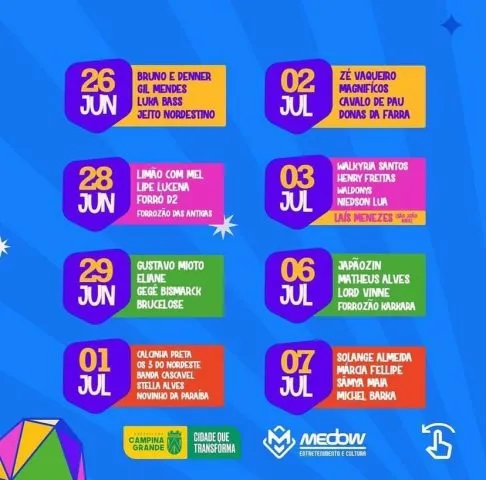 26
JUN
BRUNO E DENNER
GIL MENDES
LUKA BASS
JEITO NORDESTINO
02
JUL
ZÉ VAQUEIRO
MAGNIFÍCOS
CAVALO DE PAU
DONAS DA FARRA
28
JUN
LIMÃO COM MEL
LIPE LUCENA
FORRÓ D2
FORROZÃO DAS ANTIGAS
03
JUL
WALKYRIA SANTOS
HENRY FREITAS
WALDONYS
NIEDSON LUA
LAÍS MENEZES (SÃO JOÃO
29
JUN
GUSTAVO MIOTO
ELIANE
GEGÊ BISMARCK
BRUCELOSE
06
JUL
JAPÃOZIN
MATHEUS ALVES
LORD VINNE
FORROZÃO KARKARA
01
JUL
CALCINHA PRETA
OS 3 DO NORDESTE
BANDA CASCAVEL
STELLA ALVES
NOVINHO DA PARAÍBA
07
JUL
SOLANGE ALMEIDA
MÁRCIA FELLIPE
SÂMYA MAIA
MICHEL BARKA
PREFEITURA
CAMPINA
GRANDE
CIDADE QUE
TRANSFORMA
MEDOW
ENTRETENIMENTO E CULTURA